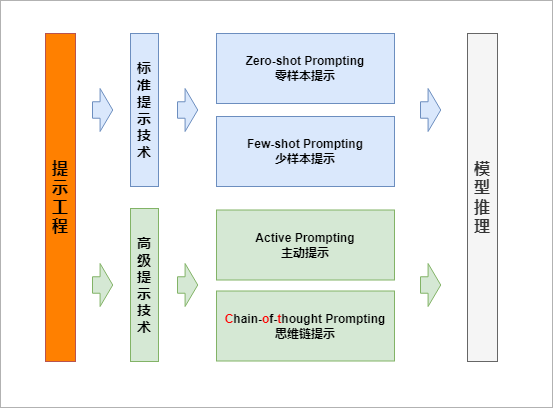 提示工程
标准提示技术
Zero-shot Prompting
零样本提示
Few-shot Prompting
少样本提示
高级提示技术
Active Prompting
主动提示
Chain-of-thought Prompting
思维链提示
模型推理